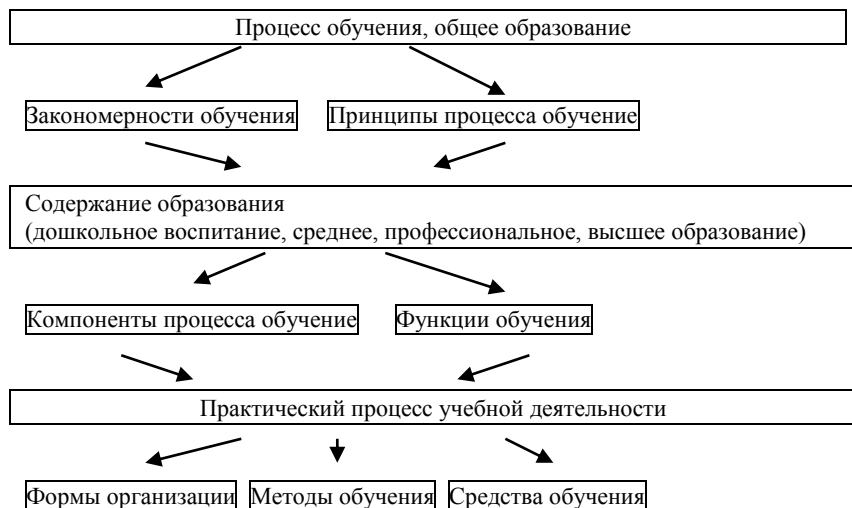 Процесс обучения, общее образование
Закономерности обучения
Принципы процесса обучение
Содержание образования
(дошкольное воспитание, среднее, профессиональное, высшее образование)
Компоненты процесса обучение
Функции обучения
Практический процесс учебной деятельности
Формы организации
Методы обучения
Средства обучения